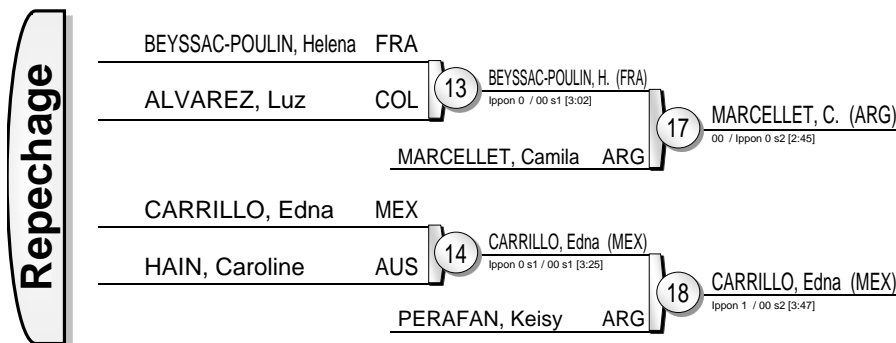 Repechage
BEYSSAC-POULIN, Helena FRA
ALVAREZ, Luz COL
13
BEYSSAC-POULIN, H. (FRA)
Ippon 0 / 00 s1 [3:02]
MARCELLET, Camila ARG
17
MARCELLET, C. (ARG)
00 / Ippon 0 s2 [2:45]
CARRILLO, Edna MEX
HAIN, Caroline AUS
14
CARRILLO, Edna (MEX)
Ippon 0 s1 / 00 s1 [3:25]
PERAFAN, Keisy ARG
18
CARRILLO, Edna (MEX)
Ippon 1 / 00 s2 [3:47]